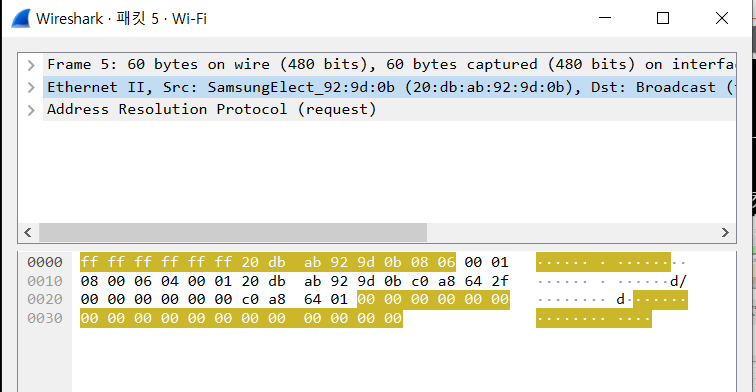 Wireshark · 패킷 5 · Wi-Fi
Frame 5: 60 bytes on wire (480 bits), 60 bytes captured (480 bits) on interfa
Ethernet II, Src: SamsungElect_92:9d:0b (20:db:ab:92:9d:0b), Dst: Broadcast (
Address Resolution Protocol (request)
0000 ff ff ff ff ff ff 20 db ab 92 9d 0b 08 06 00 01 ······ · ········
0010 08 00 06 04 00 01 20 db ab 92 9d 0b c0 a8 64 2f ······ · ······d/
0020 00 00 00 00 00 00 c0 a8 64 01 00 00 00 00 00 00 ········ d·······
0030 00 00 00 00 00 00 00 00 00 00 00 00 ········ ····